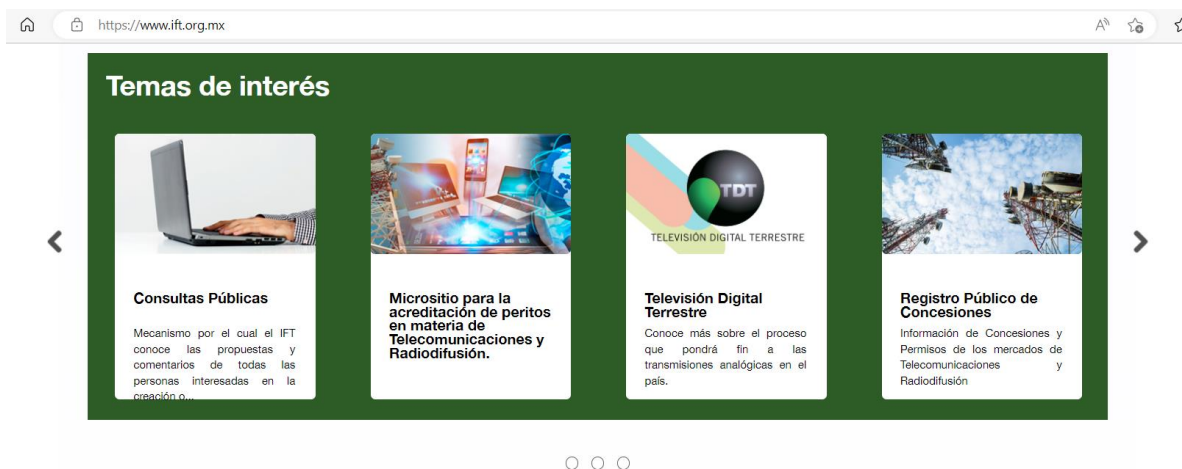 https://www.ift.org.mx
Temas de interés
TDT
TELEVISIÓN DIGITAL TERRESTRE
Consultas Públicas
Mecanismo por el cual el IFT
conoce las propuestas y
comentarios de todas las
personas interesadas en la
creación o...
Micrositio para la
acreditación de peritos
en materia de
Telecomunicaciones y
Radiodifusión.
Televisión Digital
Terrestre
Conoce más sobre el proceso
que pondrá fin a las
transmisiones analógicas en el
país.
Registro Público de
Concesiones
Información de Concesiones y
Permisos de los mercados de
Telecomunicaciones y
Radiodifusión